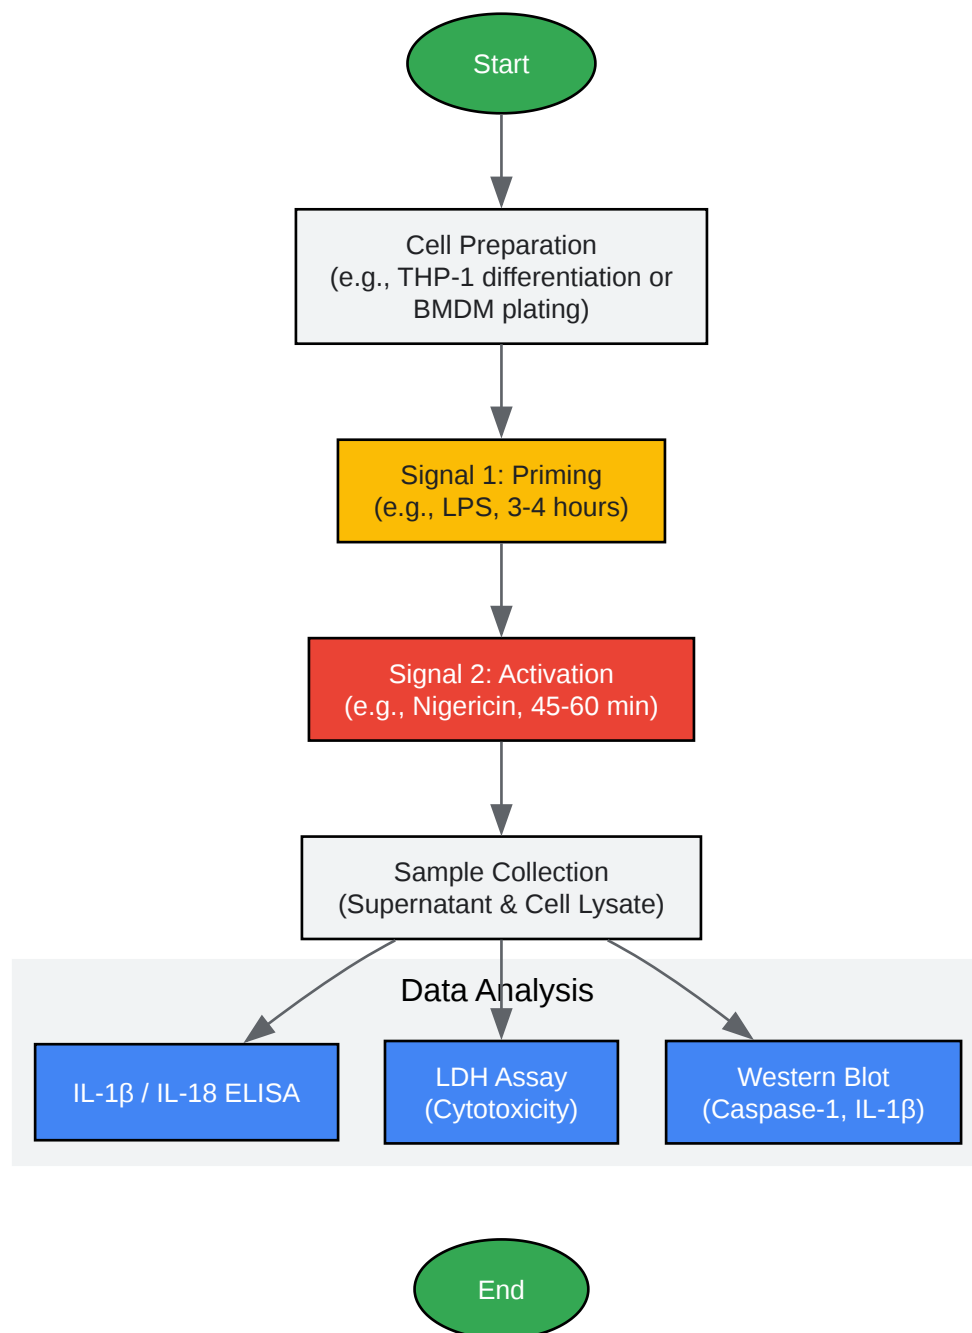 Start
Cell Preparation
(e.g., THP-1 differentiation or
BMDM plating)
Signal 1: Priming
(e.g., LPS, 3-4 hours)
Signal 2: Activation
(e.g., Nigericin, 45-60 min)
Sample Collection
(Supernatant & Cell Lysate)
Data Analysis
IL-1β / IL-18 ELISA
LDH Assay
(Cytotoxicity)
Western Blot
(Caspase-1, IL-1β)
End